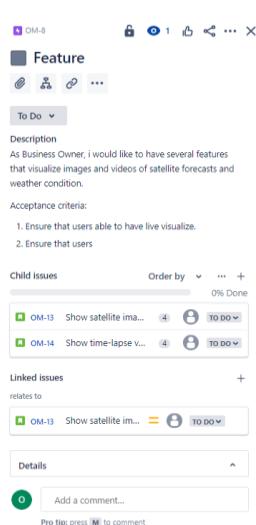 OM-8 1
Feature
To Do
Description
As Business Owner, i would like to have several features
that visualize images and videos of satellite forecasts and
weather condition.
Acceptance criteria:
1. Ensure that users able to have live visualize.
2. Ensure that users
Child issues Order by
0% Done
OM-13 Show satellite ima... 4 TO DO
OM-14 Show time-lapse v... 4 TO DO
Linked issues
relates to
OM-13 Show satellite im... TO DO
Details
O Add a comment...
Pro tip: press M to comment